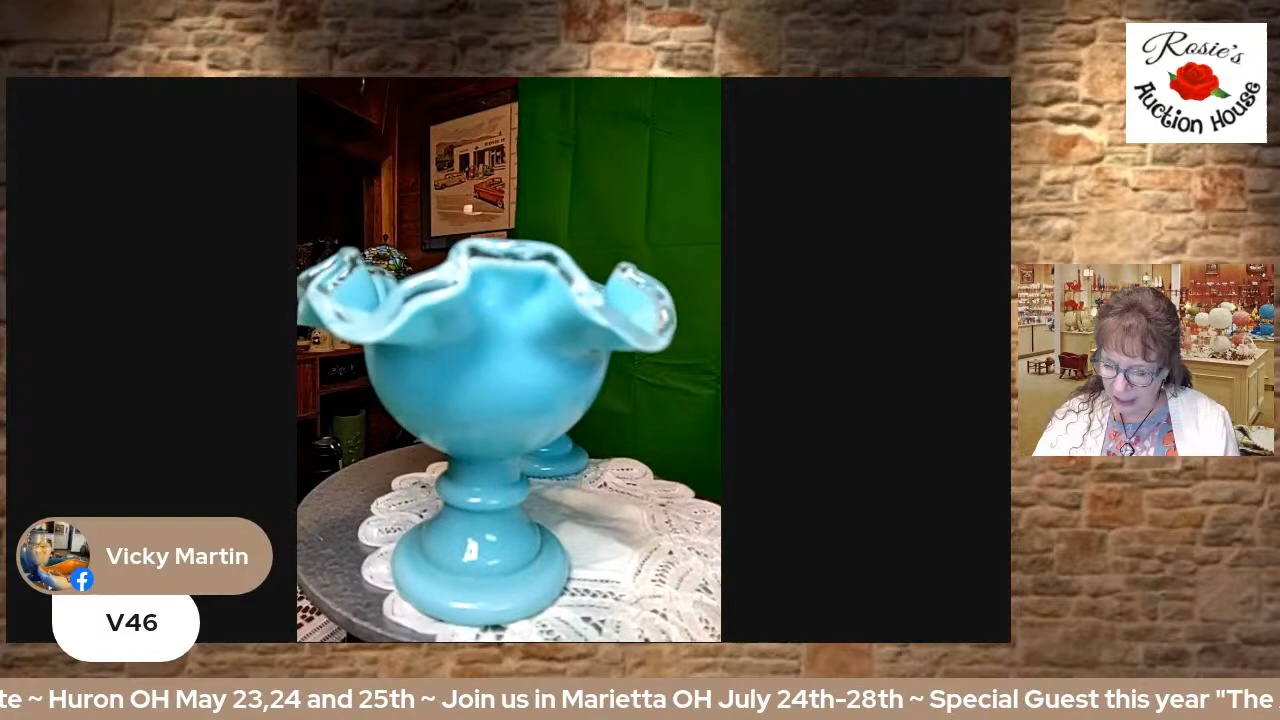 Rosie's
Auction House
Vicky Martin
V46
te ~ Huron OH May 23,24 and 25th ~ Join us in Marietta OH July 24th-28th ~ Special Guest this year "The